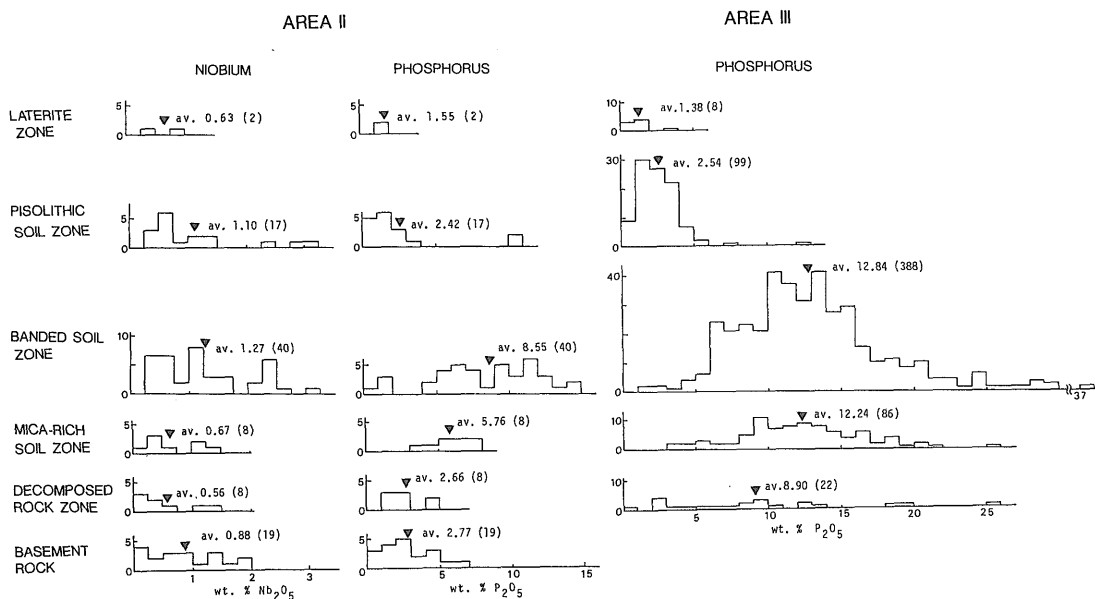 AREA II
AREA III
NIOBIUM
PHOSPHORUS
PHOSPHORUS
LATERITE
ZONE
5
0
av. 0.63 (2)
5
0
av. 1.55 (2)
10
0
av.1.38 (8)
PISOLITHIC
SOIL ZONE
5
0
av. 1.10 (17)
5
0
av. 2.42 (17)
30
0
av. 2.54 (99)
BANDED SOIL
ZONE
10
0
av. 1.27 (40)
5
0
av. 8.55 (40)
40
0
av. 12.84 (388)
37
MICA-RICH
SOIL ZONE
5
0
av. 0.67 (8)
5
0
av. 5.76 (8)
10
0
av. 12.24 (86)
DECOMPOSED
ROCK ZONE
5
0
av. 0.56 (8)
5
0
av. 2.66 (8)
10
0
av.8.90 (22)
5 10 15 20 25
wt. % P2O5
BASEMENT
ROCK
5
0
av. 0.88 (19)
1 2 3
wt. % Nb2O5
5
0
av. 2.77 (19)
5 10 15
wt. % P2O5